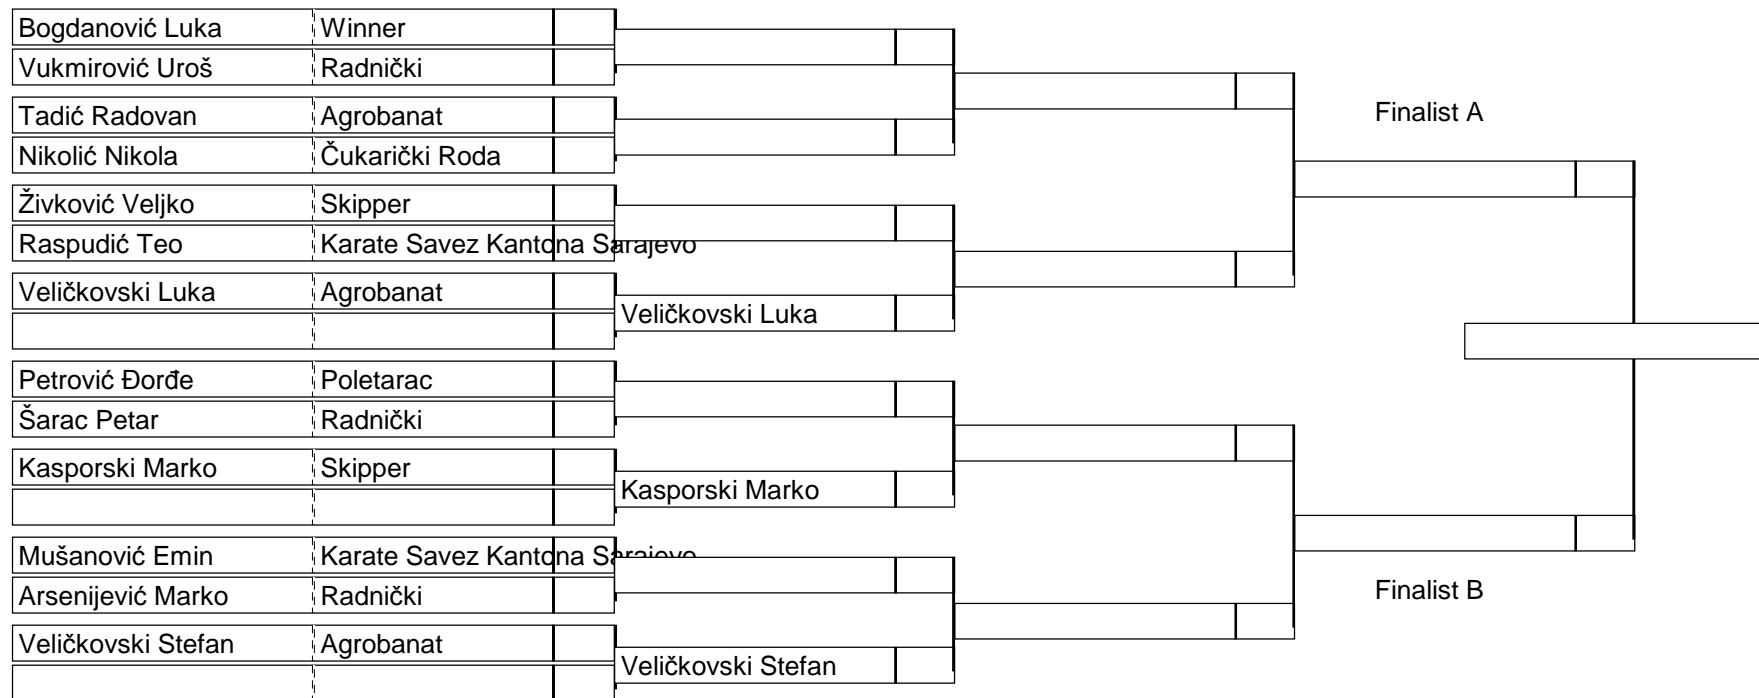 Bogdanović Luka Winner
Vukmirović Uroš Radnički
Tadić Radovan Agrobanat
Finalist A
Nikolić Nikola Čukarički Roda
Živković Veljko Skipper
Raspudić Teo Karate Savez Kantona Sarajevo
Veličkovski Luka Agrobanat
Veličkovski Luka
Petrović Đorđe Poletarac
Šarac Petar Radnički
Kasporski Marko Skipper
Kasporski Marko
Mušanović Emin Karate Savez Kantona Sarajevo
Arsenijević Marko Radnički
Finalist B
Veličkovski Stefan Agrobanat
Veličkovski Stefan